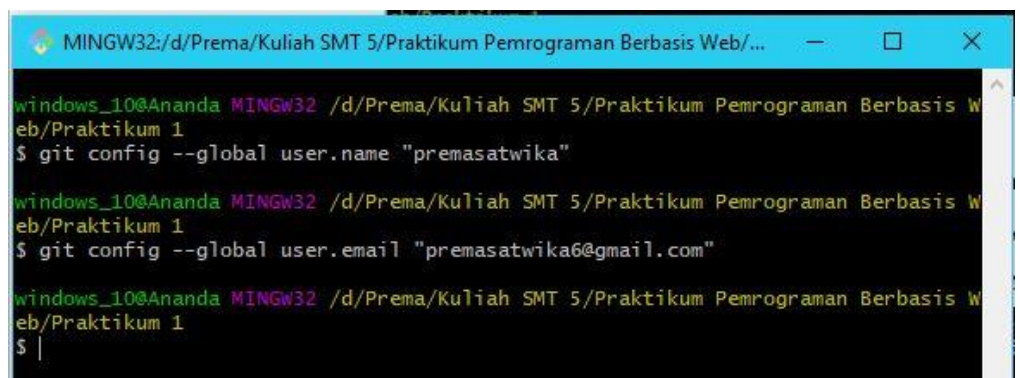 MINGW32:/d/Prema/Kuliah SMT 5/Praktikum Pemrograman Berbasis Web/...
windows_10@Ananda MINGW32 /d/Prema/Kuliah SMT 5/Praktikum Pemrograman Berbasis W
eb/Praktikum 1
$ git config --global user.name "premasatwika"
windows_10@Ananda MINGW32 /d/Prema/Kuliah SMT 5/Praktikum Pemrograman Berbasis W
eb/Praktikum 1
$ git config --global user.email "premasatwika6@gmail.com"
windows_10@Ananda MINGW32 /d/Prema/Kuliah SMT 5/Praktikum Pemrograman Berbasis W
eb/Praktikum 1
$